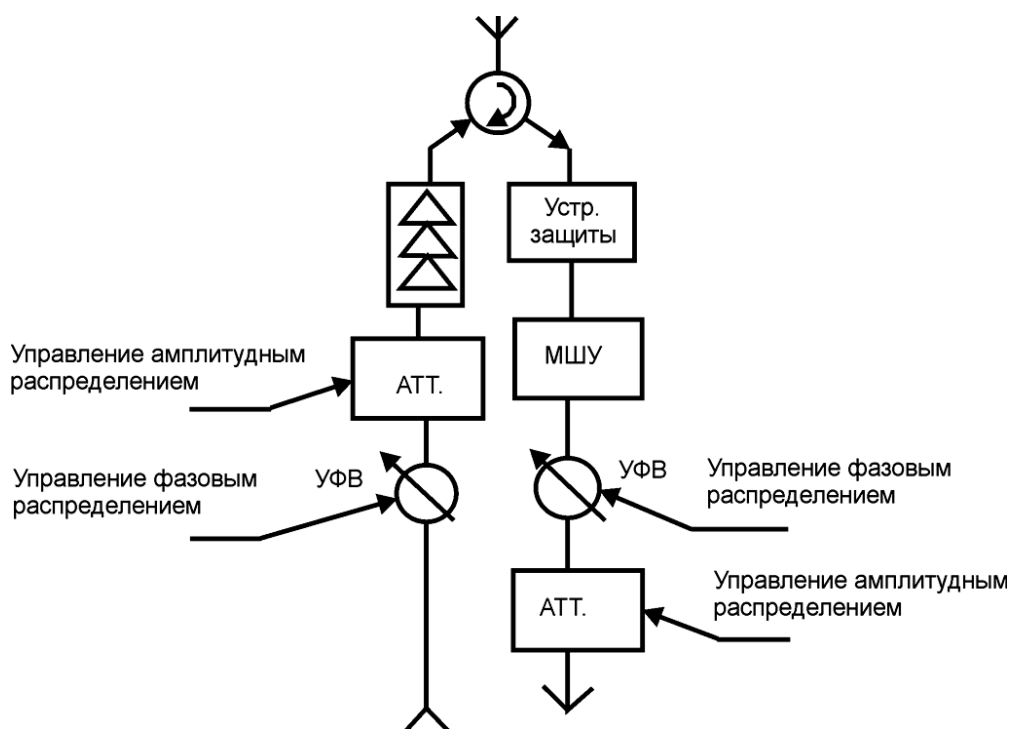 Устр.
защиты
МШУ
Управление амплитудным
распределением
АТТ.
Управление фазовым
распределением
УФВ
УФВ
Управление фазовым
распределением
АТТ.
Управление амплитудным
распределением